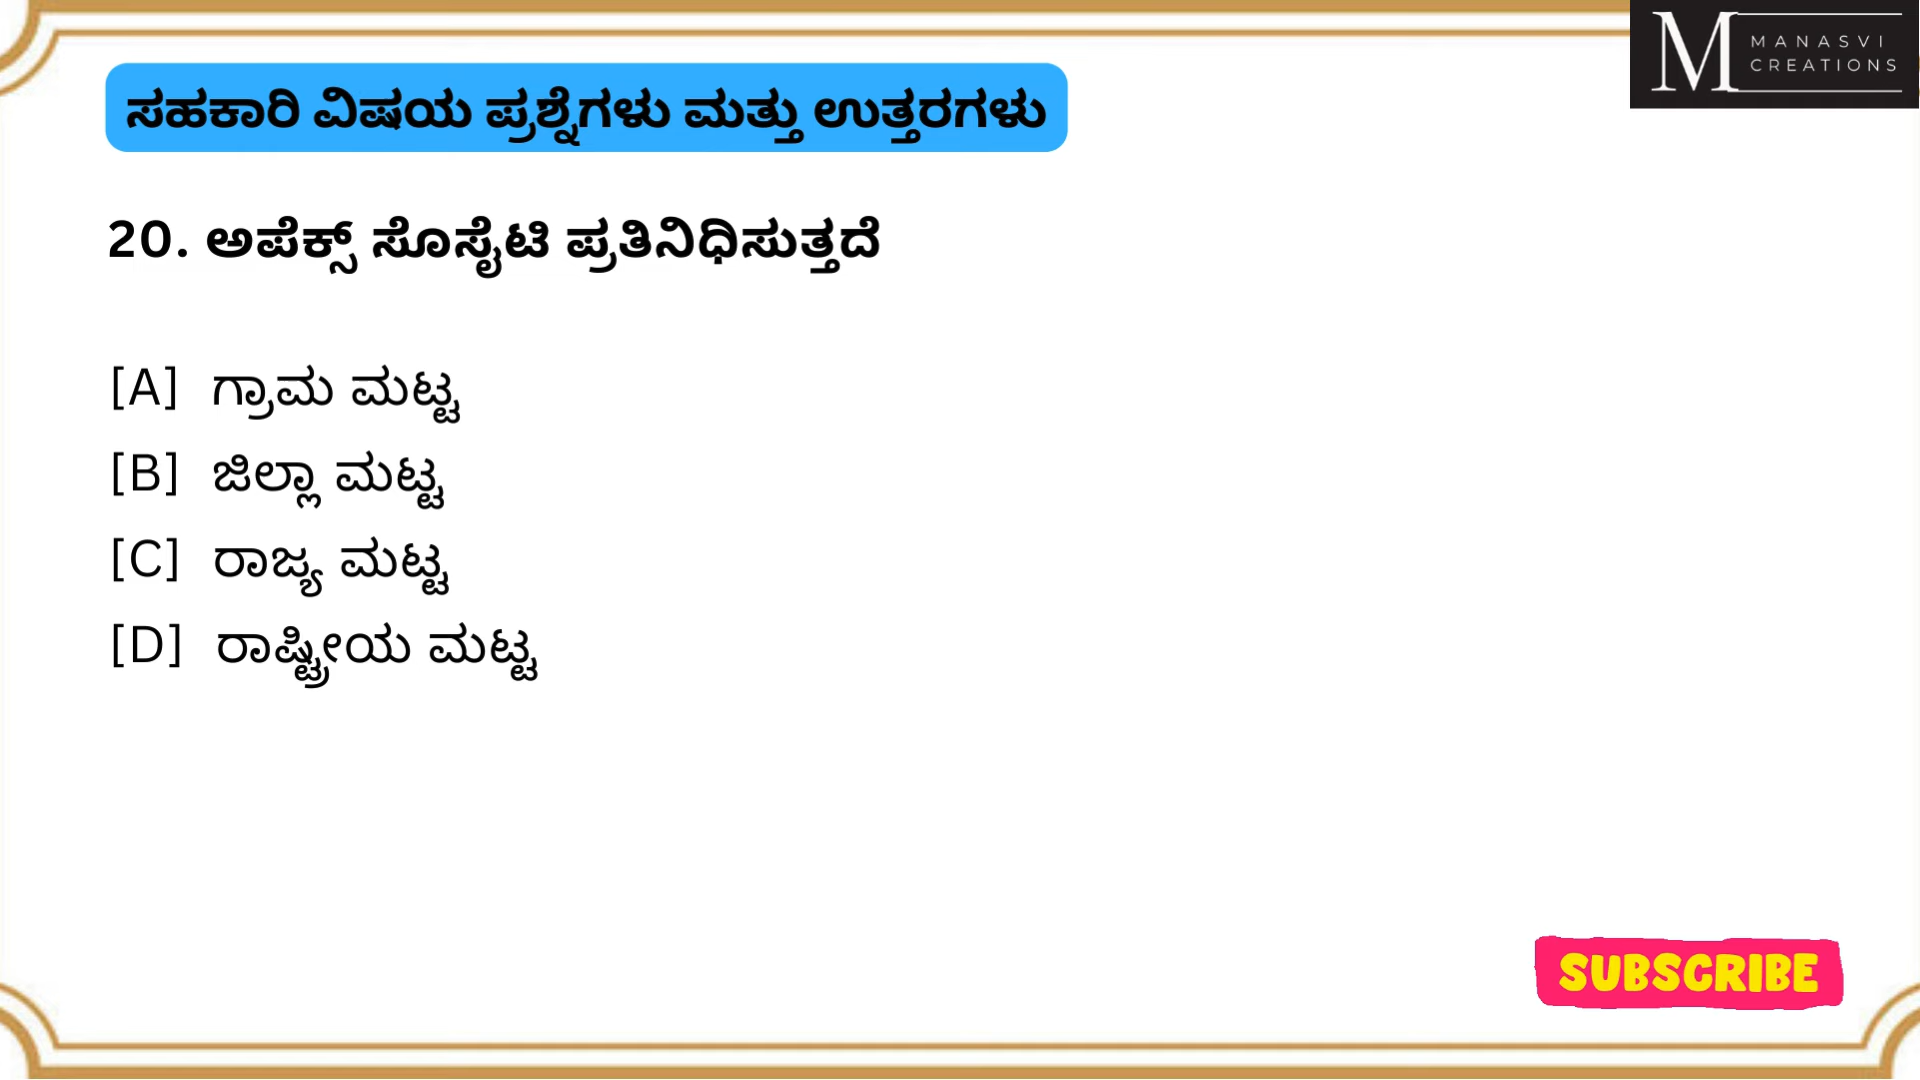 M MANASVI
CREATIONS
ಸಹಕಾರಿ ವಿಷಯ ಪ್ರಶ್ನೆಗಳು ಮತ್ತು ಉತ್ತರಗಳು
20. ಅಪೆಕ್ಸ್ ಸೊಸೈಟಿ ಪ್ರತಿನಿಧಿಸುತ್ತದೆ
[A] ಗ್ರಾಮ ಮಟ್ಟ
[B] ಜಿಲ್ಲಾ ಮಟ್ಟ
[C] ರಾಜ್ಯ ಮಟ್ಟ
[D] ರಾಷ್ಟ್ರೀಯ ಮಟ್ಟ
SUBSCRIBE